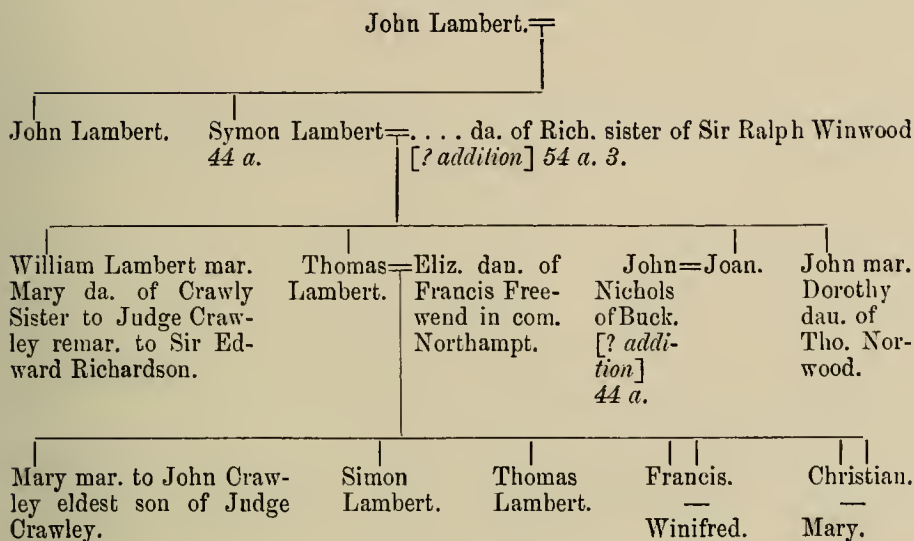 John Lambert.=
John Lambert.
Symon Lambert=. . . . da. of Rich. sister of Sir Ralph Winwood
44 a.
[? addition] 54 a. 3.
William Lambert mar.
Mary da. of Crawly
Sister to Judge Craw-
ley remar. to Sir Ed-
ward Richardson.
Thomas=
Lambert.
Eliz. dau. of
Francis Free-
wend in com.
Northampt.
John=Joan.
Nichols
of Buck.
[? addi-
tion]
44 a.
John mar.
Dorothy
dau. of
Tho. Nor-
wood.
Mary mar. to John Craw-
ley eldest son of Judge
Crawley.
Simon
Lambert.
Thomas
Lambert.
Francis.
—
Winifred.
Christian.
—
Mary.